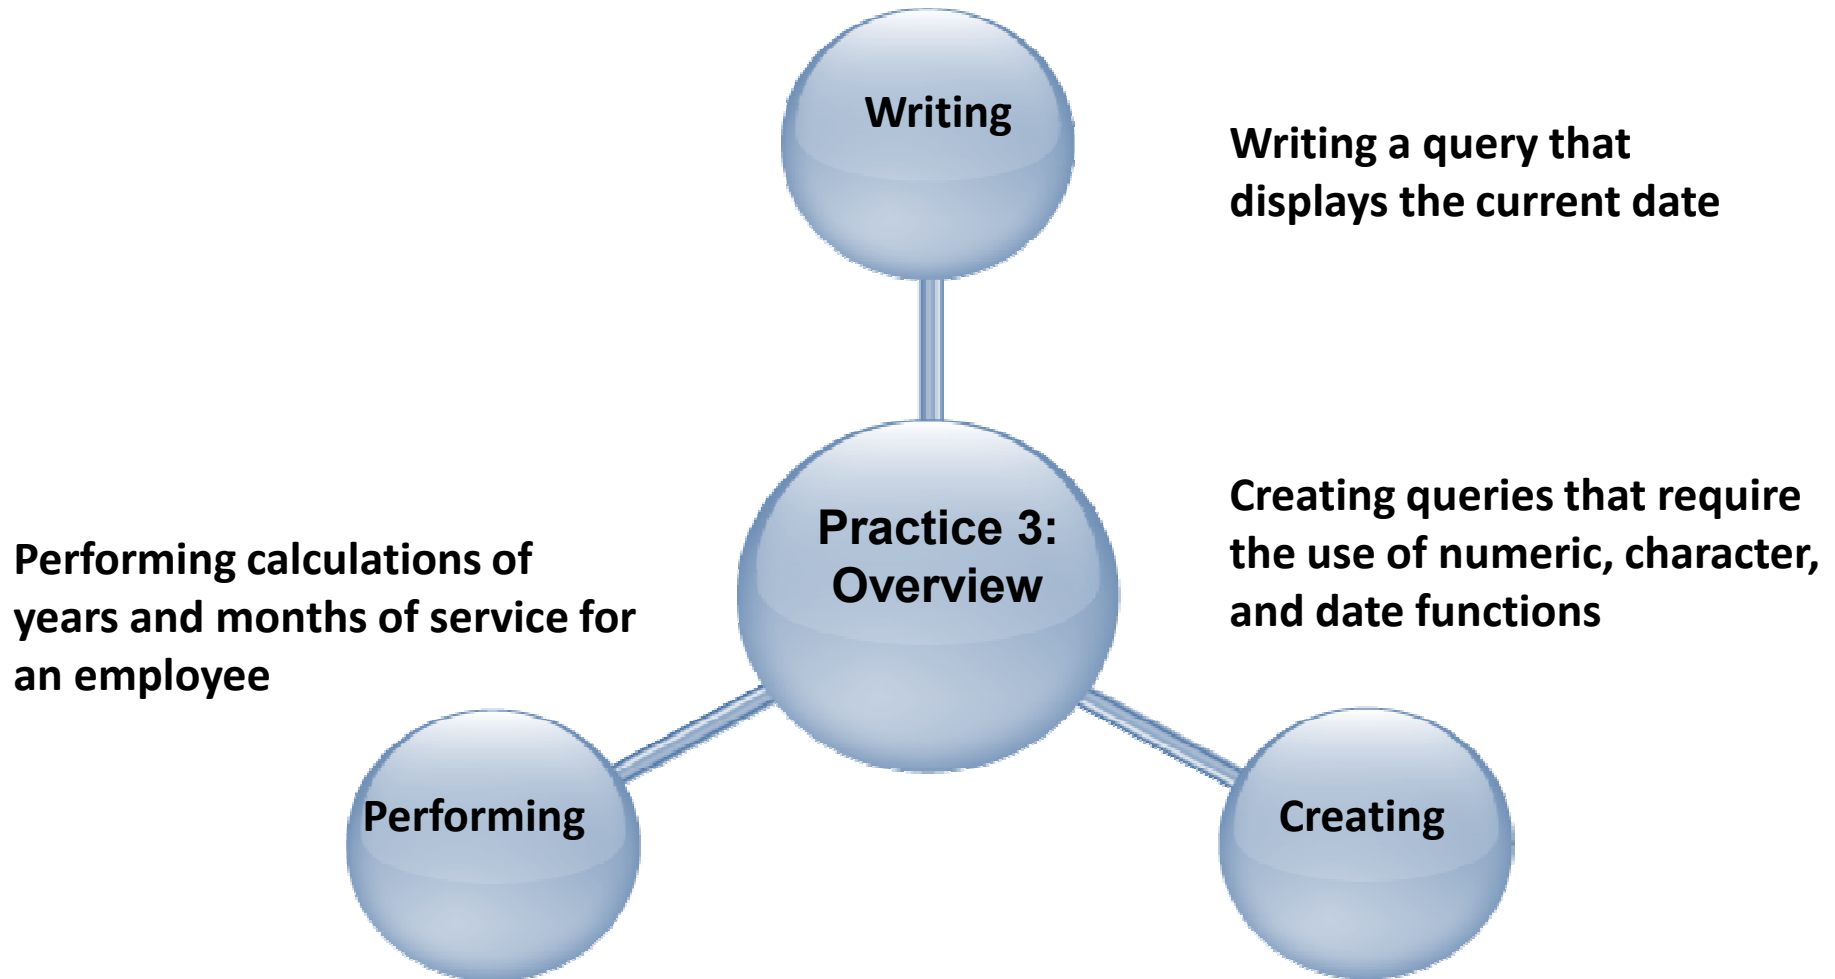 Writing
Writing a query that
displays the current date
Practice 3:
Overview
Creating queries that require
the use of numeric, character,
and date functions
Performing calculations of
years and months of service for
an employee
Performing
Creating